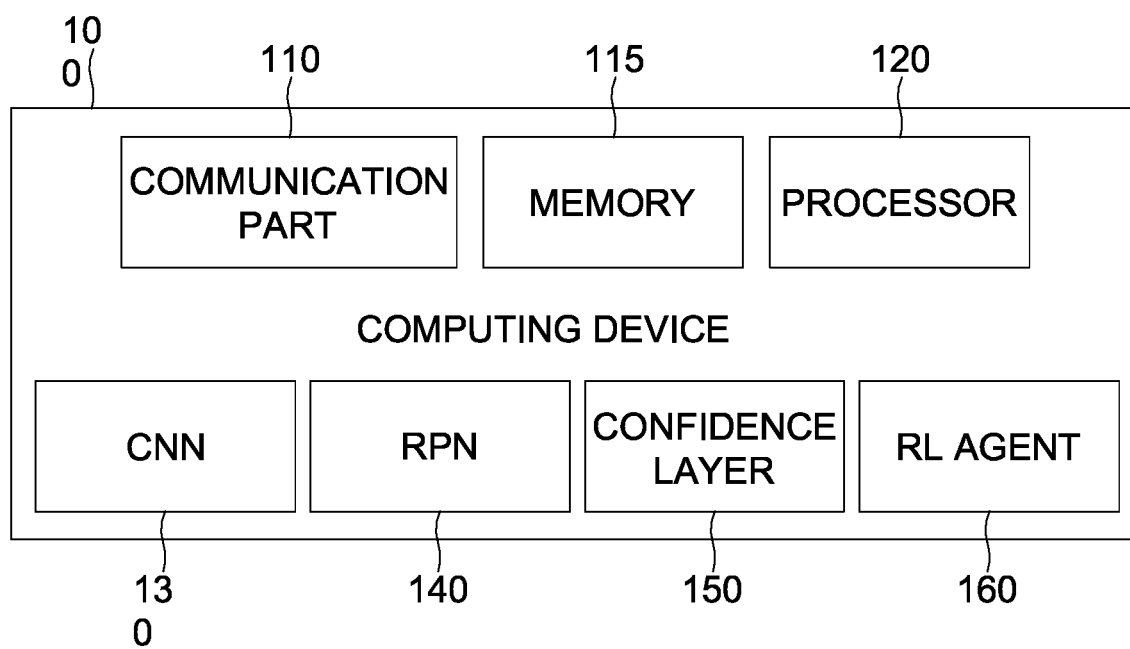 10
0
110
115
120
COMMUNICATION
PART
MEMORY
PROCESSOR
COMPUTING DEVICE
CNN
RPN
CONFIDENCE
LAYER
RL AGENT
13
0
140
150
160